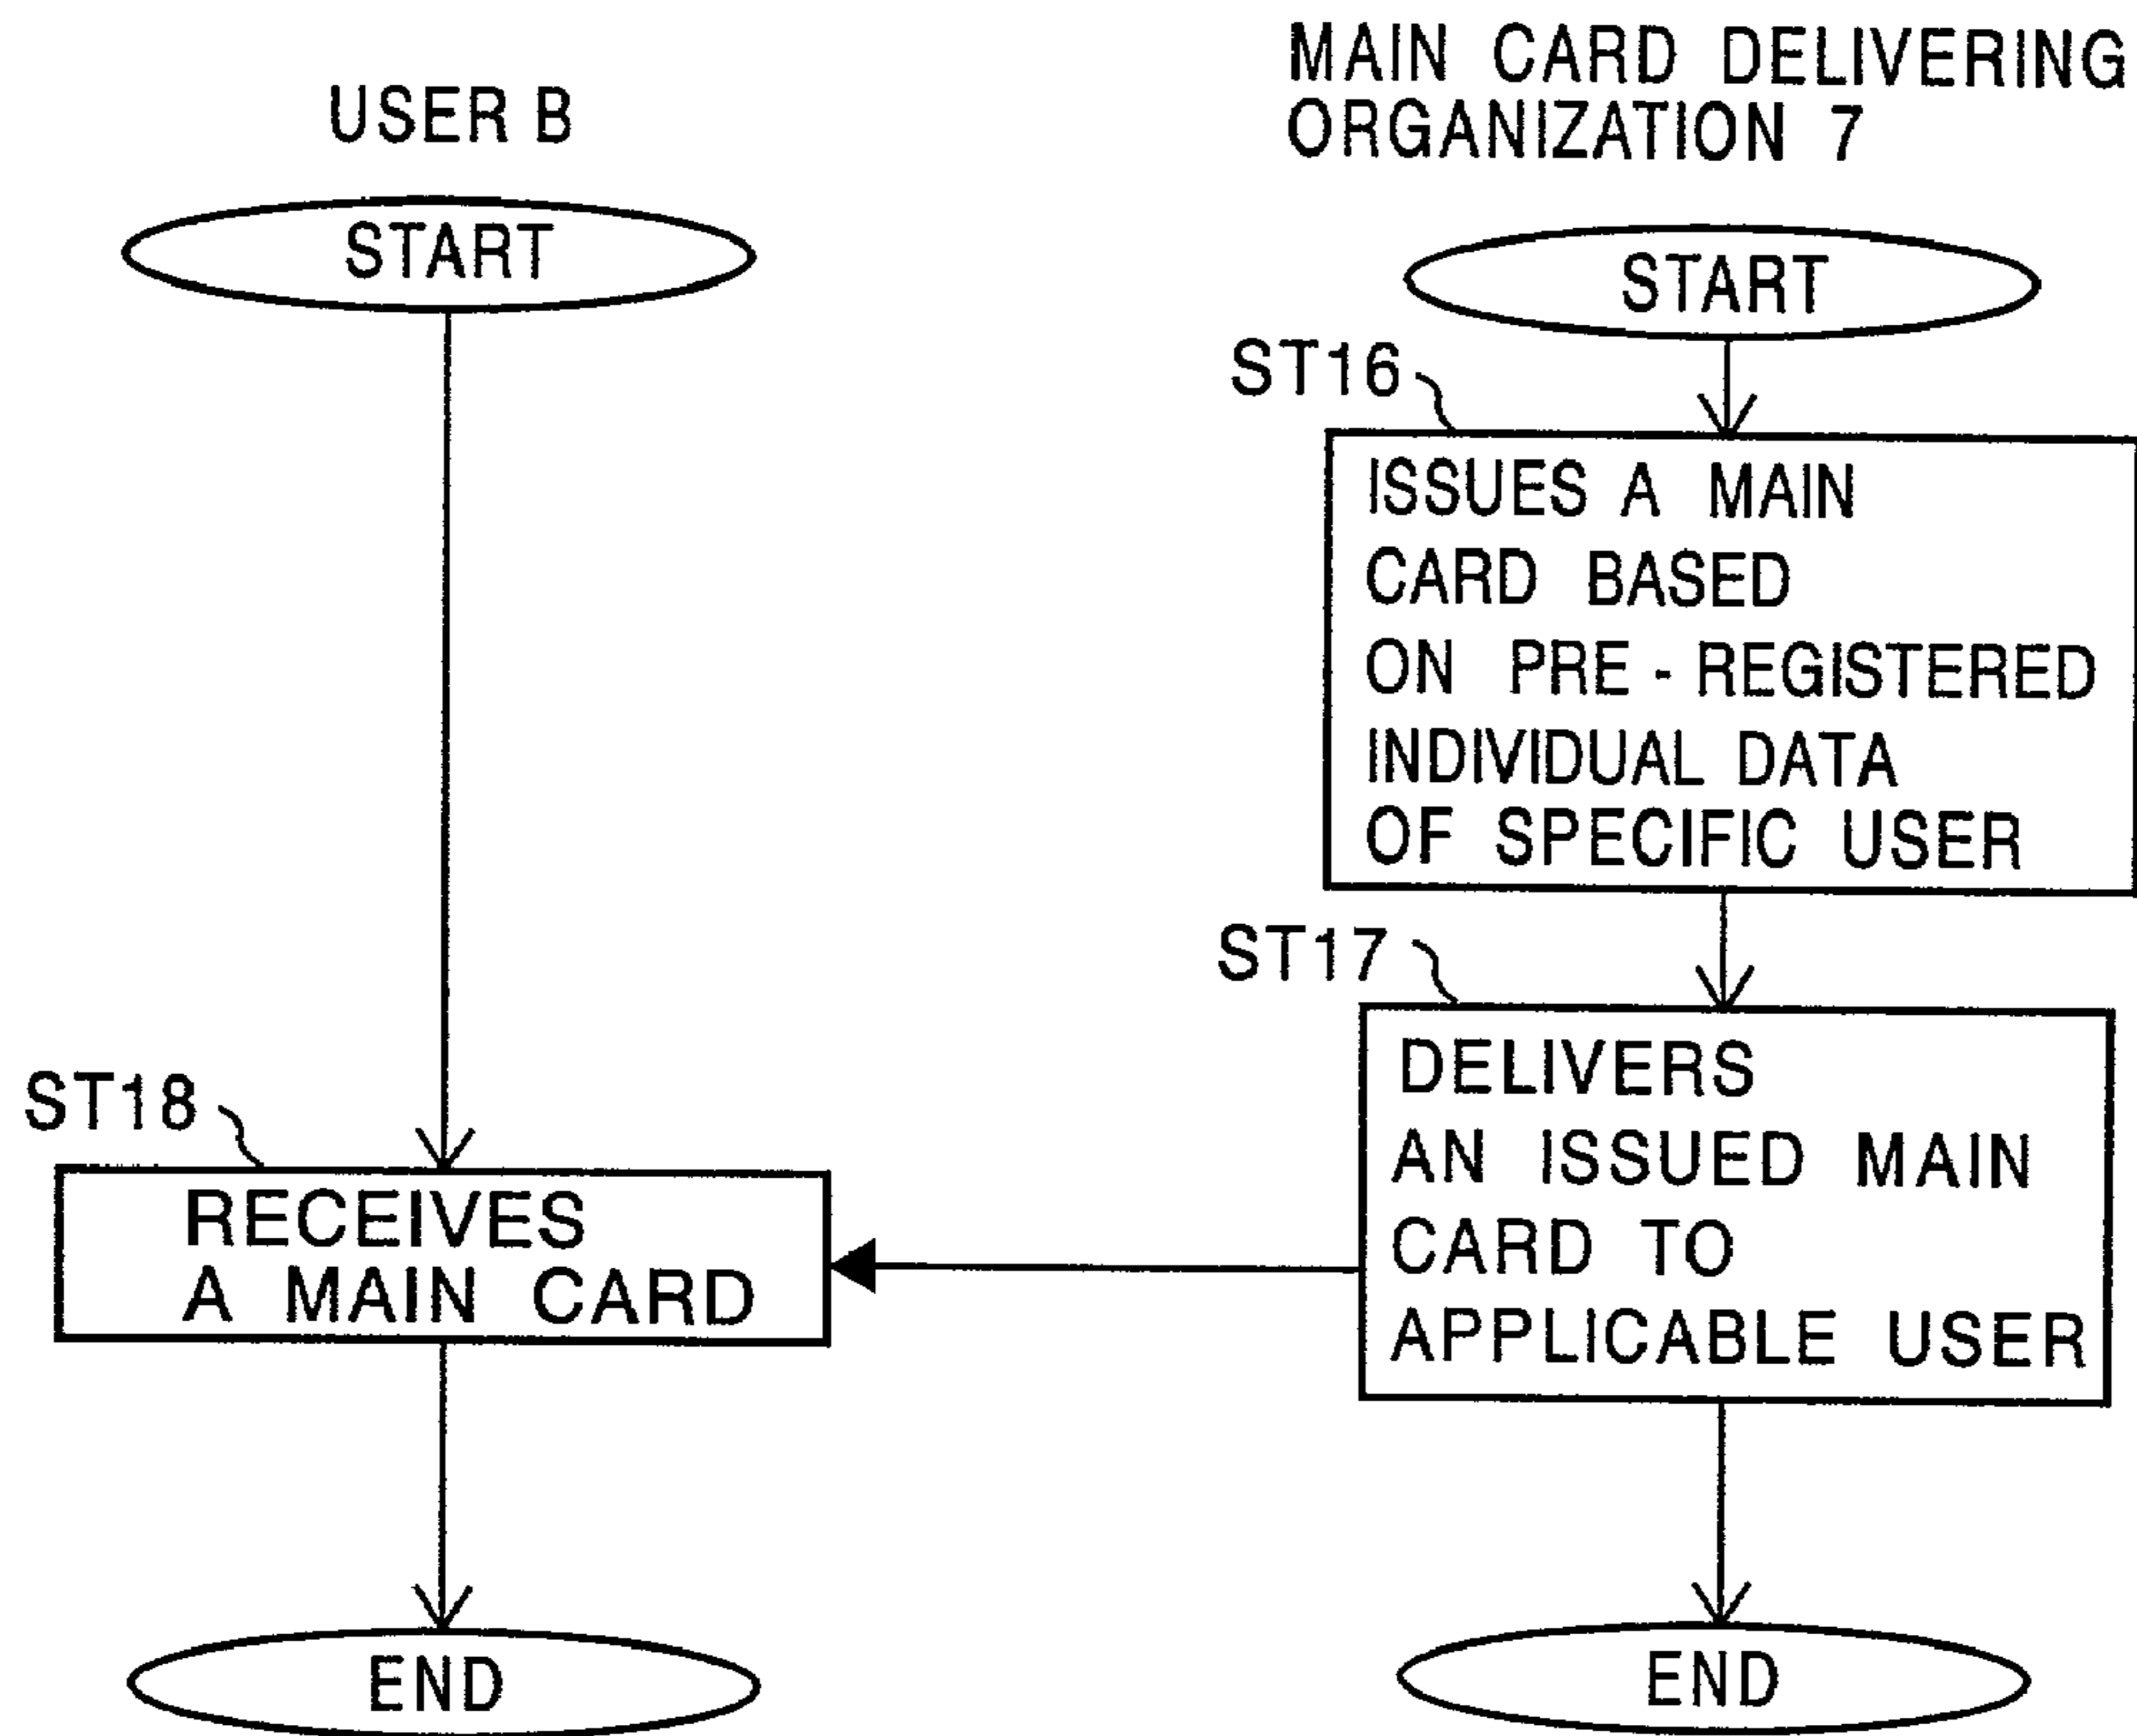 USER B
START
ST18
RECEIVES
A MAIN CARD
END
MAIN CARD DELIVERING
ORGANIZATION 7
START
ST16
ISSUES A MAIN
CARD BASED
ON PRE - REGISTERED
INDIVIDUAL DATA
OF SPECIFIC USER
ST17
DELIVERS
AN ISSUED MAIN
CARD TO
APPLICABLE USER
END